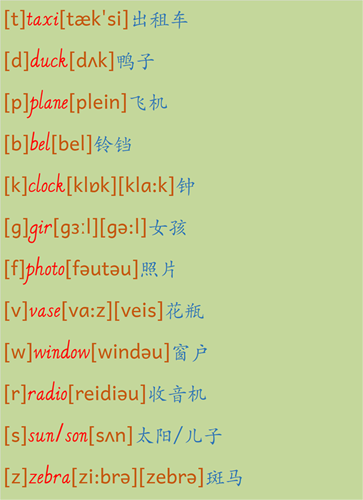 [t]taxi[tæk'si]出租车
[d]duck[dʌk]鸭子
[p]plane[plein]飞机
[b]bel[bel]铃铛
[k]clock[klɒk][klɑ:k]钟
[g]gir[gɜ:l][gə:l]女孩
[f]photo[fəutəu]照片
[v]vase[vɑ:z][veis]花瓶
[w]window[windəu]窗户
[r]radio[reidiəu]收音机
[s]sun/son[sʌn]太阳/儿子
[z]zebra[zi:brə][zebrə]斑马